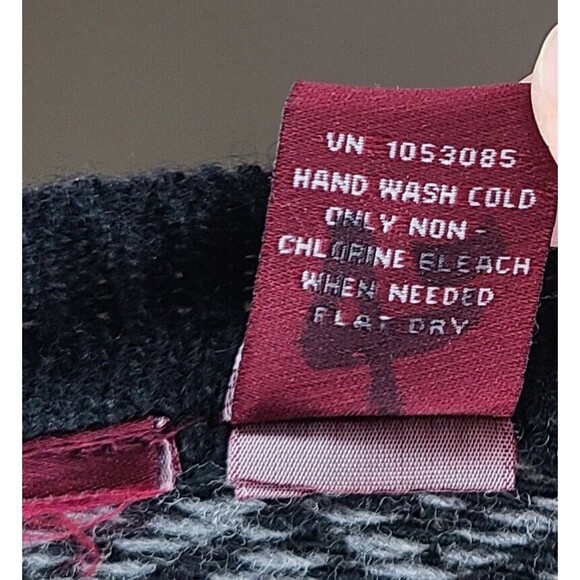 VN 1053085
HAND WASH COLD
ONLY NON-
CHLORINE BLEACH
WHEN NEEDED
FLAT DRY